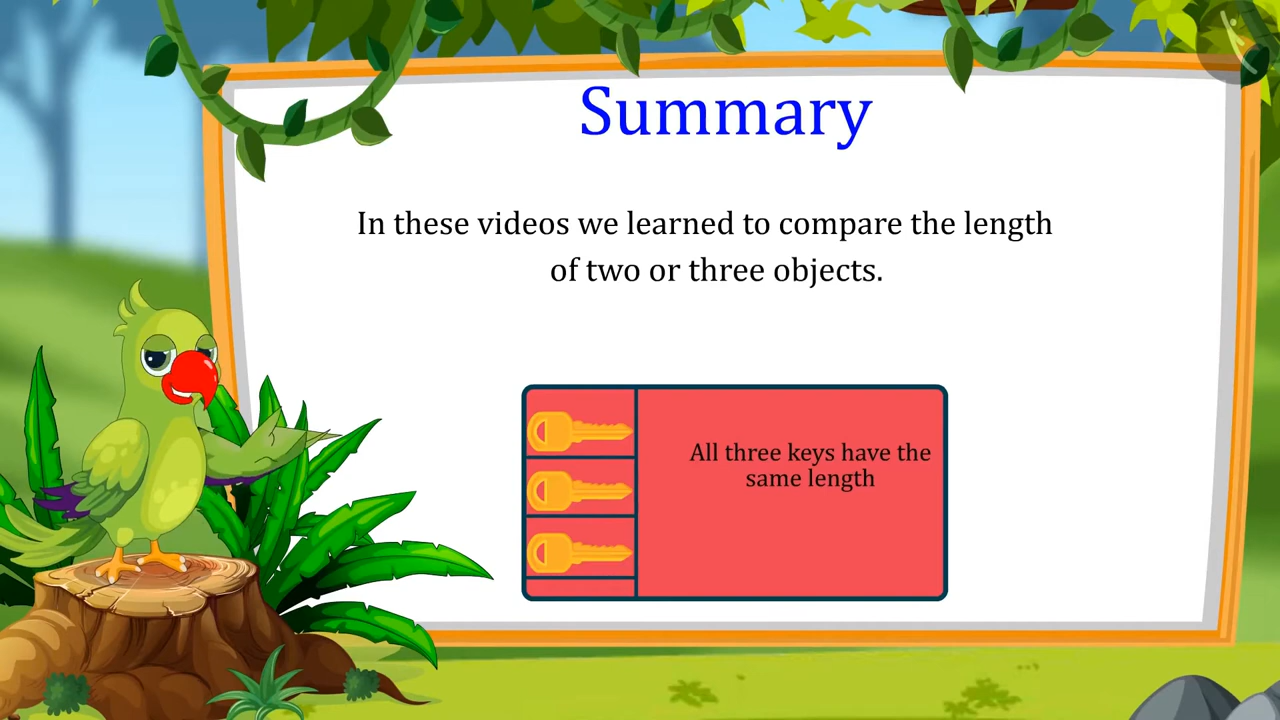 Summary
In these videos we learned to compare the length
of two or three objects.
All three keys have the
same length